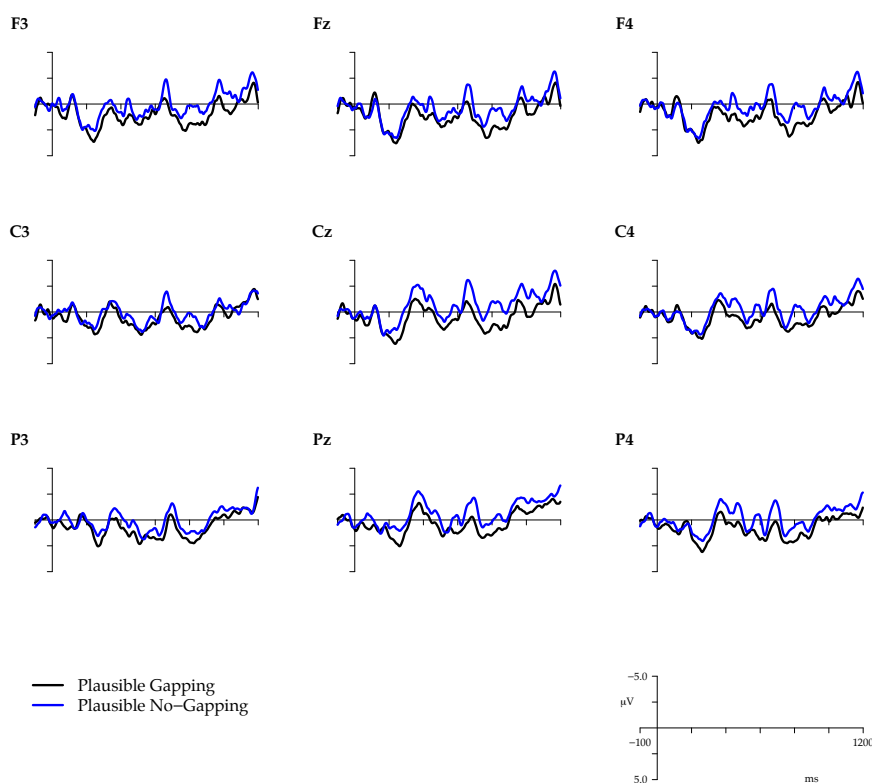 F3 Fz F4
C3 Cz C4
P3 Pz P4
Plausible Gapping
Plausible No−Gapping
−5.0
μV
−100 1200
ms
5.0